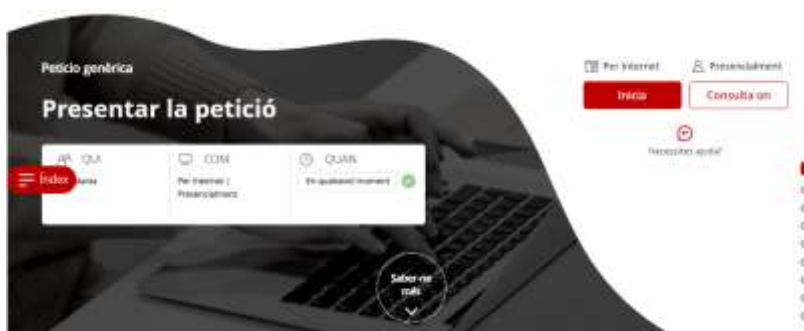 Petició genèrica
Presentar la petició
QUI
COM
Per Internet |
Presencialment
QUAN
En qualsevol moment
Índex
Saber-ne
més
Per Internet
Presencialment
Inicia
Consulta on
Necessites ajuda?